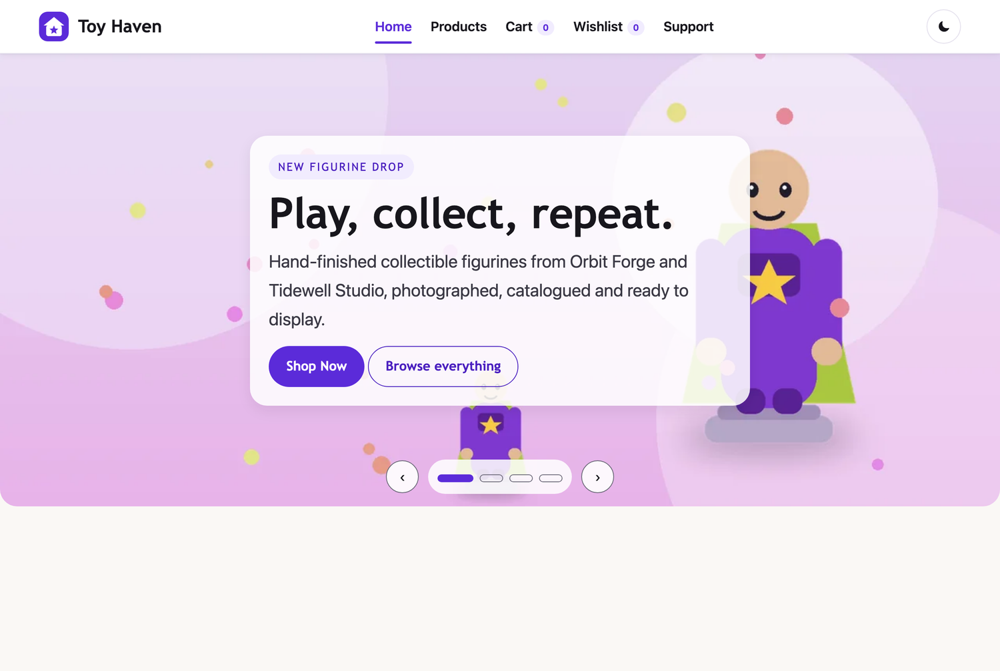 Toy Haven
Home
Products
Cart 0
Wishlist 0
Support
NEW FIGURINE DROP
Play, collect, repeat.
Hand-finished collectible figurines from Orbit Forge and
Tidewell Studio, photographed, catalogued and ready to
display.
Shop Now
Browse everything
‹
›